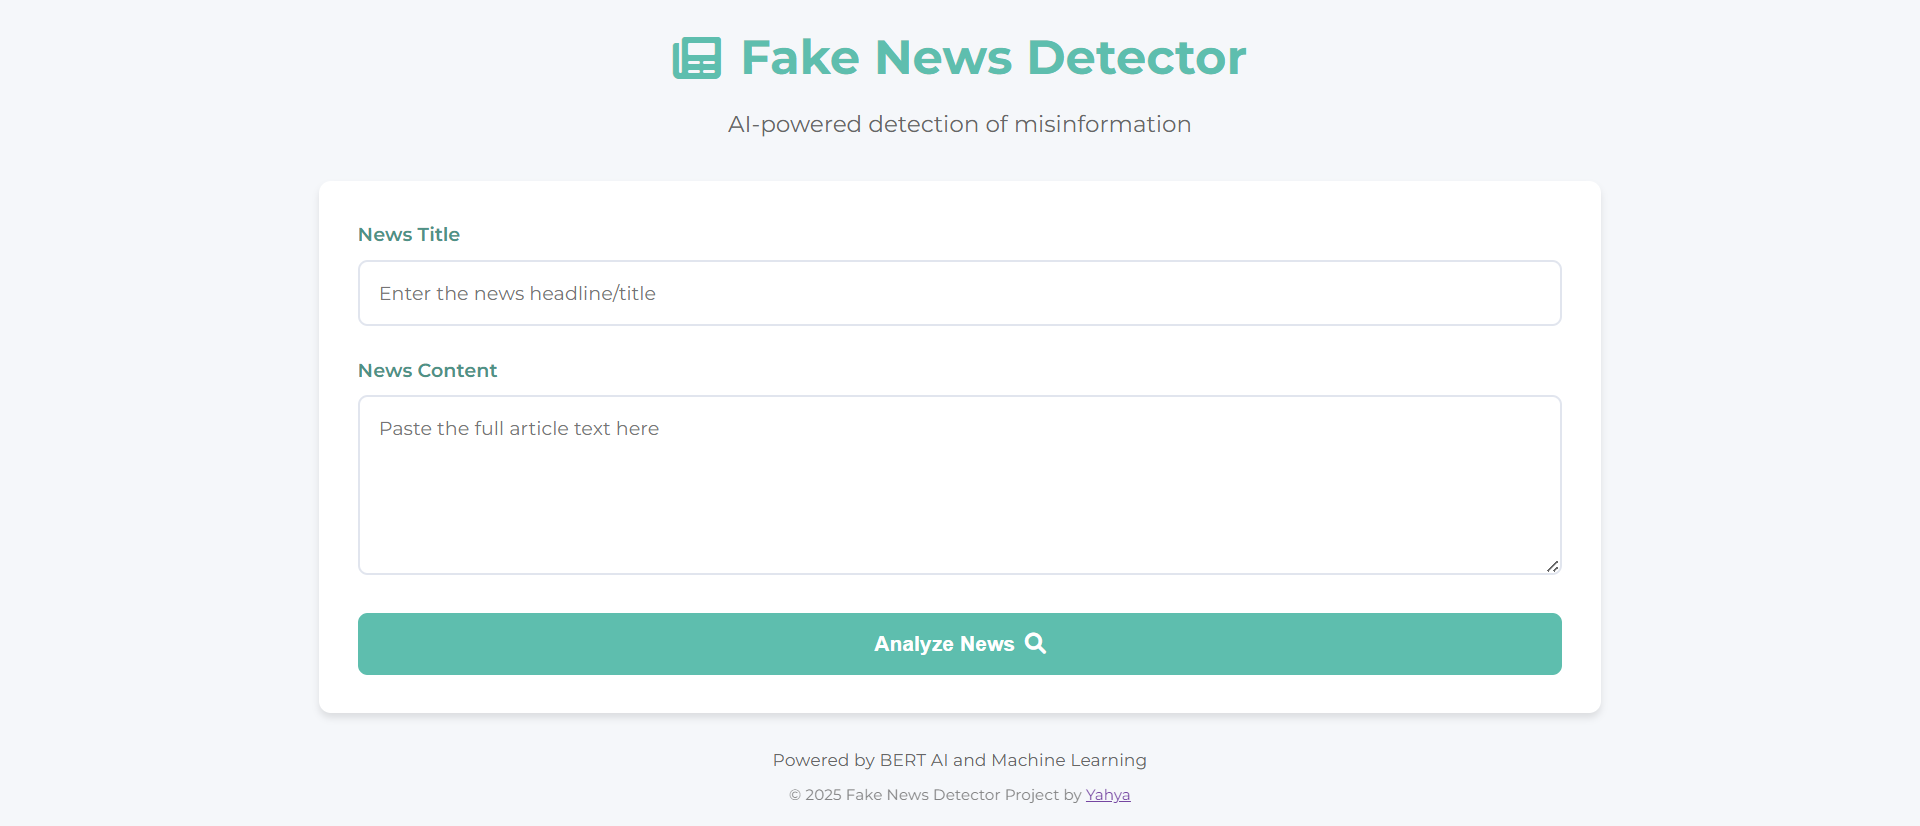 Fake News Detector
AI-powered detection of misinformation
News Title
Enter the news headline/title
News Content
Paste the full article text here
Analyze News
Powered by BERT AI and Machine Learning
© 2025 Fake News Detector Project by Yahya